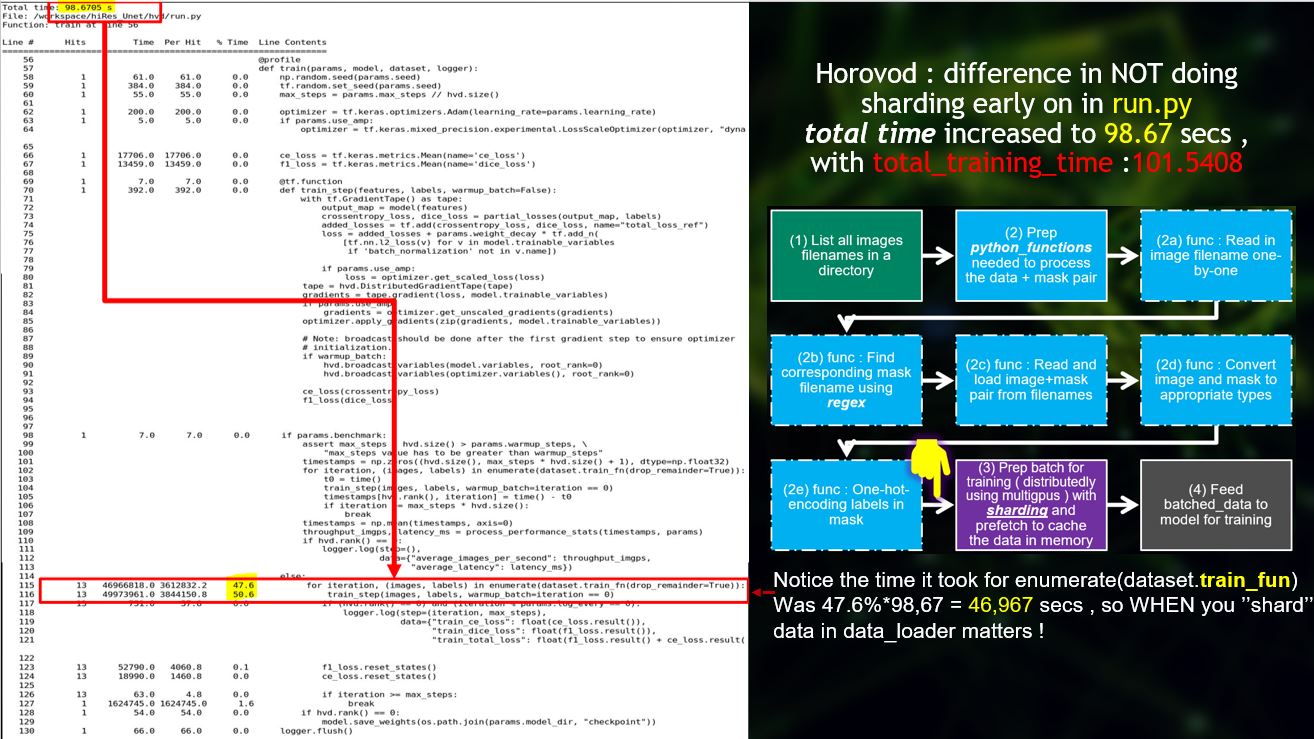 Total time: 98.6705 s
File: /workspace/hiRes_Unet/hvd/run.py
Function: train at line 56
Line # Hits Time Per Hit % Time Line Contents
==============================================================
56 @profile
57 def train(params, model, dataset, logger):
58 1 61.0 61.0 0.0 np.random.seed(params.seed)
59 1 384.0 384.0 0.0 tf.random.set_seed(params.seed)
60 1 55.0 55.0 0.0 max_steps = params.max_steps // hvd.size()
61
62 1 200.0 200.0 0.0 optimizer = tf.keras.optimizers.Adam(learning_rate=params.learning_rate)
63 1 5.0 5.0 0.0 if params.use_amp:
64 optimizer = tf.keras.mixed_precision.experimental.LossScaleOptimizer(optimizer, "dyna
65
66 1 17706.0 17706.0 0.0 ce_loss = tf.keras.metrics.Mean(name='ce_loss')
67 1 13459.0 13459.0 0.0 f1_loss = tf.keras.metrics.Mean(name='dice_loss')
68
69 1 7.0 7.0 0.0 @tf.function
70 1 392.0 392.0 0.0 def train_step(features, labels, warmup_batch=False):
71 with tf.GradientTape() as tape:
72 output_map = model(features)
73 crossentropy_loss, dice_loss = partial_losses(output_map, labels)
74 added_losses = tf.add(crossentropy_loss, dice_loss, name="total_loss_ref")
75 loss = added_losses + params.weight_decay * tf.add_n(
76 [tf.nn.l2_loss(v) for v in model.trainable_variables
77 if 'batch_normalization' not in v.name])
78
79 if params.use_amp:
80 loss = optimizer.get_scaled_loss(loss)
81 tape = hvd.DistributedGradientTape(tape)
82 gradients = tape.gradient(loss, model.trainable_variables)
83 if params.use_amp
84 gradients = optimizer.get_unscaled_gradients(gradients)
85 optimizer.apply_gradients(zip(gradients, model.trainable_variables))
86
87 # Note: broadcast should be done after the first gradient step to ensure optimizer
88 # initialization.
89 if warmup_batch:
90 hvd.broadcast_variables(model.variables, root_rank=0)
91 hvd.broadcast_variables(optimizer.variables(), root_rank=0)
92
93 ce_loss(crossentropy_loss)
94 f1_loss(dice_loss
95
96
97
98 1 7.0 7.0 0.0 if params.benchmark:
99 assert max_steps hvd.size() > params.warmup_steps, \
100 "max_steps value has to be greater than warmup_steps"
101 timestamps = np.zeros((hvd.size(), max_steps * hvd.size() + 1), dtype=np.float32)
102 for iteration, (images, labels) in enumerate(dataset.train_fn(drop_remainder=True)):
103 t0 = time()
104 train_step(images, labels, warmup_batch=iteration == 0)
105 timestamps[hvd.rank(), iteration] = time() - t0
106 if iteration >= max_steps * hvd.size():
107 break
108 timestamps = np.mean(timestamps, axis=0)
109 throughput_imgps, latency_ms = process_performance_stats(timestamps, params)
110 if hvd.rank() == :
111 logger.log(step=(),
112 data={"average_images_per_second": throughput_imgps,
113 "average_latency": latency_ms})
114 else:
115 13 46966818.0 3612832.2 47.6 for iteration, (images, labels) in enumerate(dataset.train_fn(drop_remainder=True)):
116 13 49973961.0 3844150.8 50.6 train_step(images, labels, warmup_batch=iteration == 0)
117 13 751.0 57.8 0.0 if (hvd.rank() == 0) and iteration % params.log_every == 0:
118 logger.log(step=(iteration, max_steps),
119 data={"train_ce_loss": float(ce_loss.result()),
120 "train_dice_loss": float(f1_loss.result()),
121 "train_total_loss": float(f1_loss.result() + ce_loss.result(
122
123 13 52790.0 4060.8 0.1 f1_loss.reset_states()
124 13 18990.0 1460.8 0.0 ce_loss.reset_states()
125
126 13 63.0 4.8 0.0 if iteration >= max_steps:
127 1 1624745.0 1624745.0 1.6 break
128 1 54.0 54.0 0.0 if hvd.rank() == 0:
129 model.save_weights(os.path.join(params.model_dir, "checkpoint"))
130 1 66.0 66.0 0.0 logger.flush()
Horovod : difference in NOT doing
sharding early on in run.py
total time increased to 98.67 secs ,
with total_training_time :101.5408
(1) List all images
filenames in a
directory
(2) Prep
python_functions
needed to process
the data + mask pair
(2a) func : Read in
image filename one-
by-one
(2b) func : Find
corresponding mask
filename using
regex
(2c) func : Read and
load image+mask
pair from filenames
(2d) func : Convert
image and mask to
appropriate types
(2e) func : One-hot-
encoding labels in
mask
(3) Prep batch for
training ( distributedly
using multigpus ) with
sharding and
prefetch to cache
the data in memory
(4) Feed
batched_data to
model for training
Notice the time it took for enumerate(dataset.train_fun)
Was 47.6%*98,67 = 46,967 secs , so WHEN you ’’shard’’
data in data_loader matters !